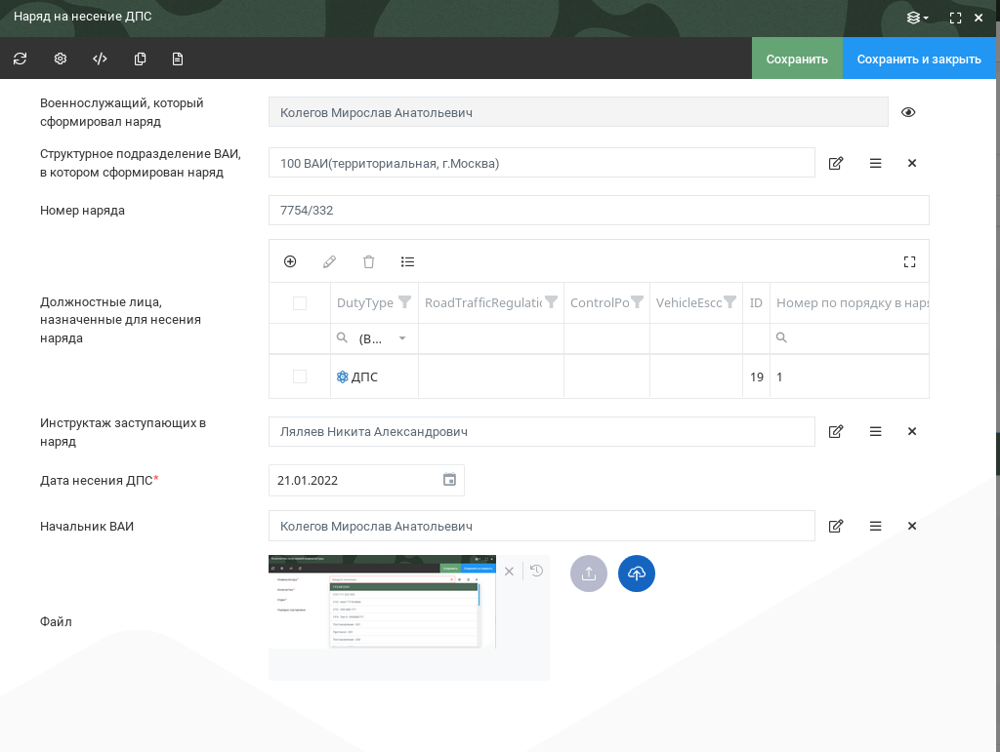 Наряд на несение ДПС
Сохранить
Сохранить и закрыть
Военнослужащий, который
сформировал наряд
Колегов Мирослав Анатольевич
Структурное подразделение ВАИ,
в котором сформирован наряд
100 ВАИ(территориальная, г.Москва)
Номер наряда
7754/332
Должностные лица,
назначенные для несения
наряда
DutyType RoadTrafficRegulatic ControlPo VehicleEscc ID Номер по порядку в наря
(В...
ДПС 19 1
Инструктаж заступающих в
наряд
Ляляев Никита Александрович
Дата несения ДПС*
21.01.2022
Начальник ВАИ
Колегов Мирослав Анатольевич
Файл